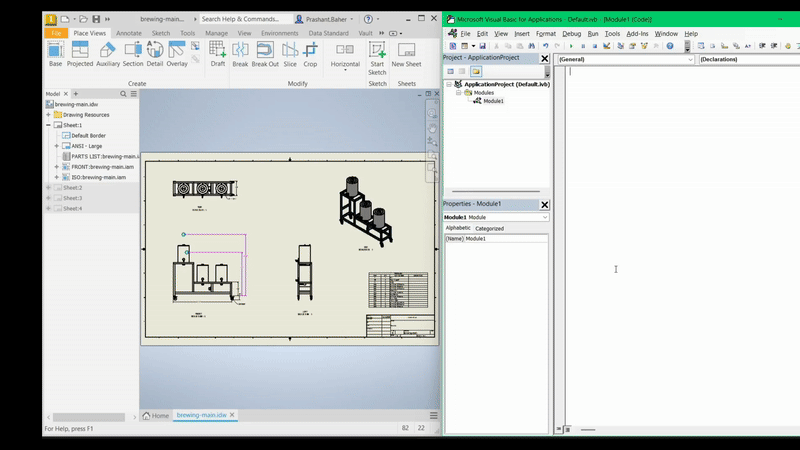 brewing-main...
Search Help & Commands...
Prashant.Baher
File
Place Views
Annotate
Sketch
Tools
Manage
View
Environments
Standard Data
Vault
Base
Projected
Auxiliary
Section
Detail
Overlay
Draft
Break
Break Out
Slice
Crop
Horizontal
Start
Sketch
New Sheet
Create
Modify
Sketch
Sheets
Model
brewing-main.idw
Drawing Resources
Sheet:1
Default Border
ANSI - Large
PARTS LIST:brewing-main.iam
FRONT:brewing-main.iam
ISO:brewing-main.iam
Sheet:2
Sheet:3
Sheet:4
Home
brewing-main.idw
For Help, press F1
82
22
Microsoft Visual Basic for Applications - Default.ivb - [Module1 (Code)]
File Edit View Insert Format Debug Run Tools Add-Ins Window Help
Project - ApplicationProject
ApplicationProject (Default.ivb)
Modules
Module1
Properties - Module1
Module1 Module
Alphabetic
Categorized
(Name)
Module1
(General)
(Declarations)